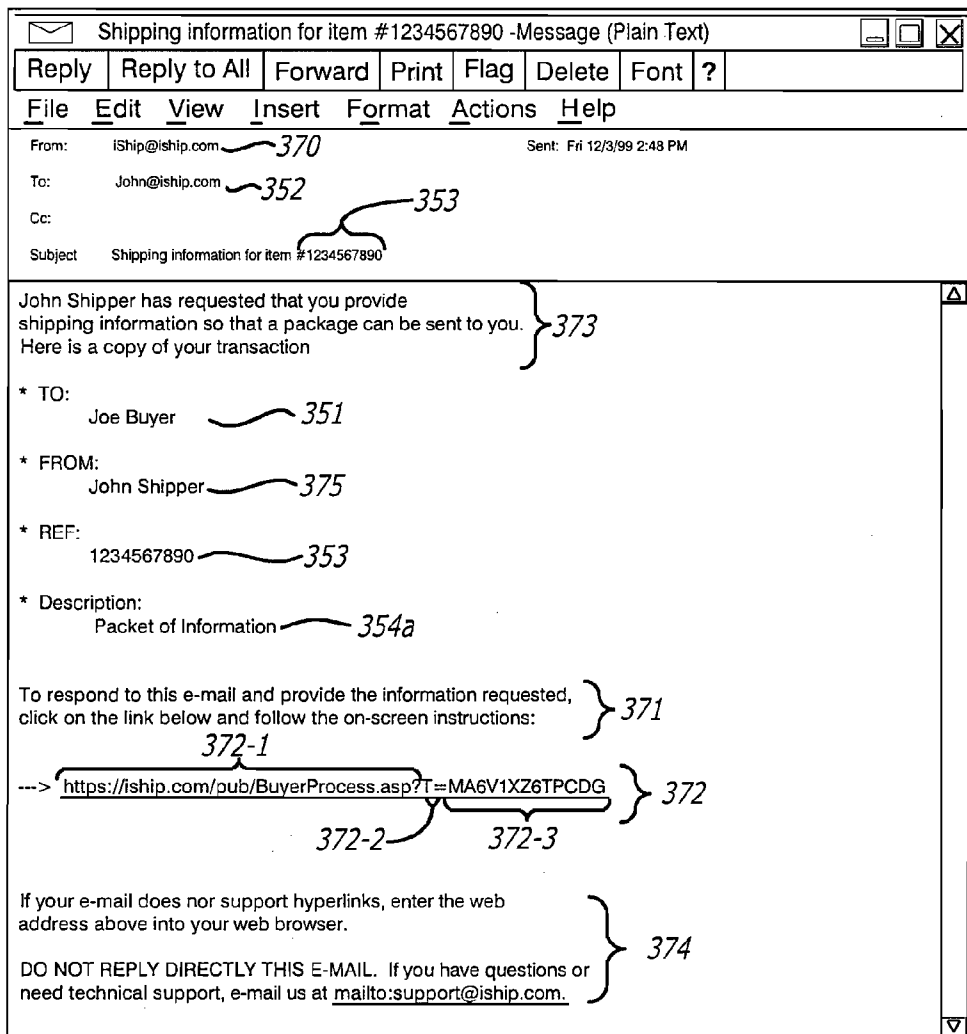 Shipping information for item #1234567890 -Message (Plain Text)
Reply Reply to All Forward Print Flag Delete Font ?
File Edit View Insert Format Actions Help
From: iShip@iship.com 370 Sent: Fri 12/3/99 2:48 PM
To: John@iship.com 352
353
Cc:
Subject Shipping information for item #1234567890
John Shipper has requested that you provide
shipping information so that a package can be sent to you. 373
Here is a copy of your transaction
* TO:
Joe Buyer 351
* FROM:
John Shipper 375
* REF:
1234567890 353
* Description:
Packet of Information 354a
To respond to this e-mail and provide the information requested,
click on the link below and follow the on-screen instructions: 371
372-1
---> https://iship.com/pub/BuyerProcess.asp?T=MA6V1XZ6TPCDG 372
372-2 372-3
If your e-mail does nor support hyperlinks, enter the web
address above into your web browser.
374
DO NOT REPLY DIRECTLY THIS E-MAIL. If you have questions or
need technical support, e-mail us at mailto:support@iship.com.